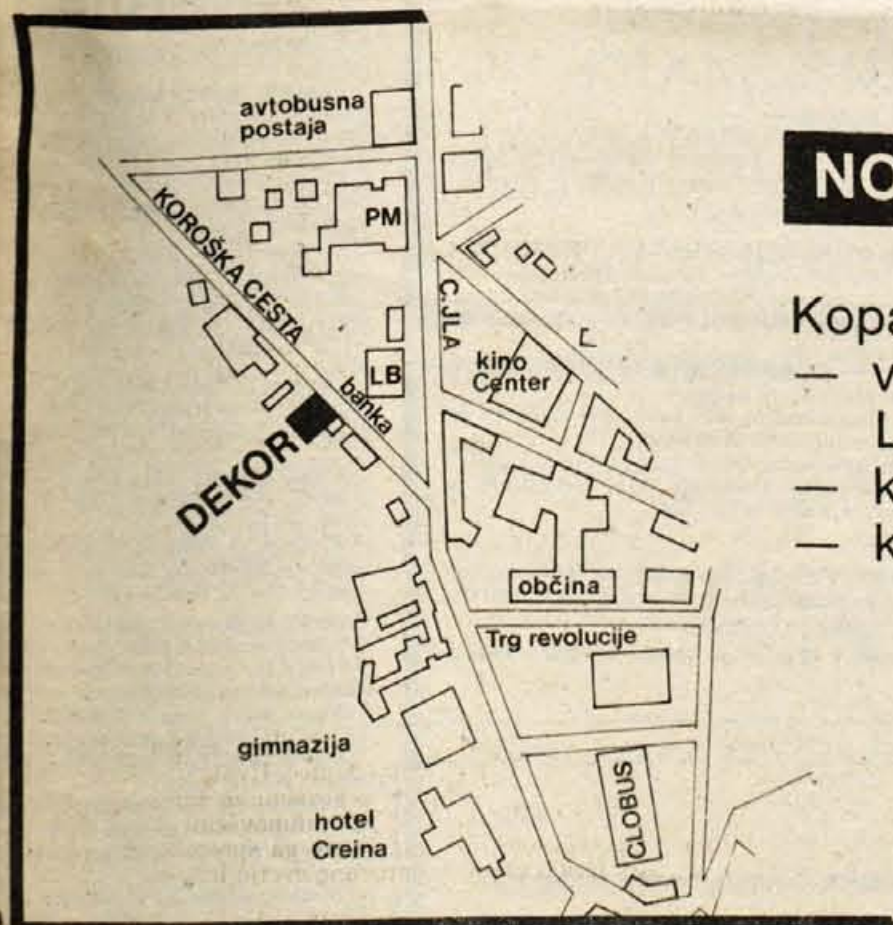 avtobusna
postaja
KOROŠKA CESTA
PM
C. JLA
kino
Center
LB
banka
DEKOR
občina
Trg revolucije
gimnazija
hotel
Creina
GLOBUS
NO
Kopa
— v
L
— K
— K